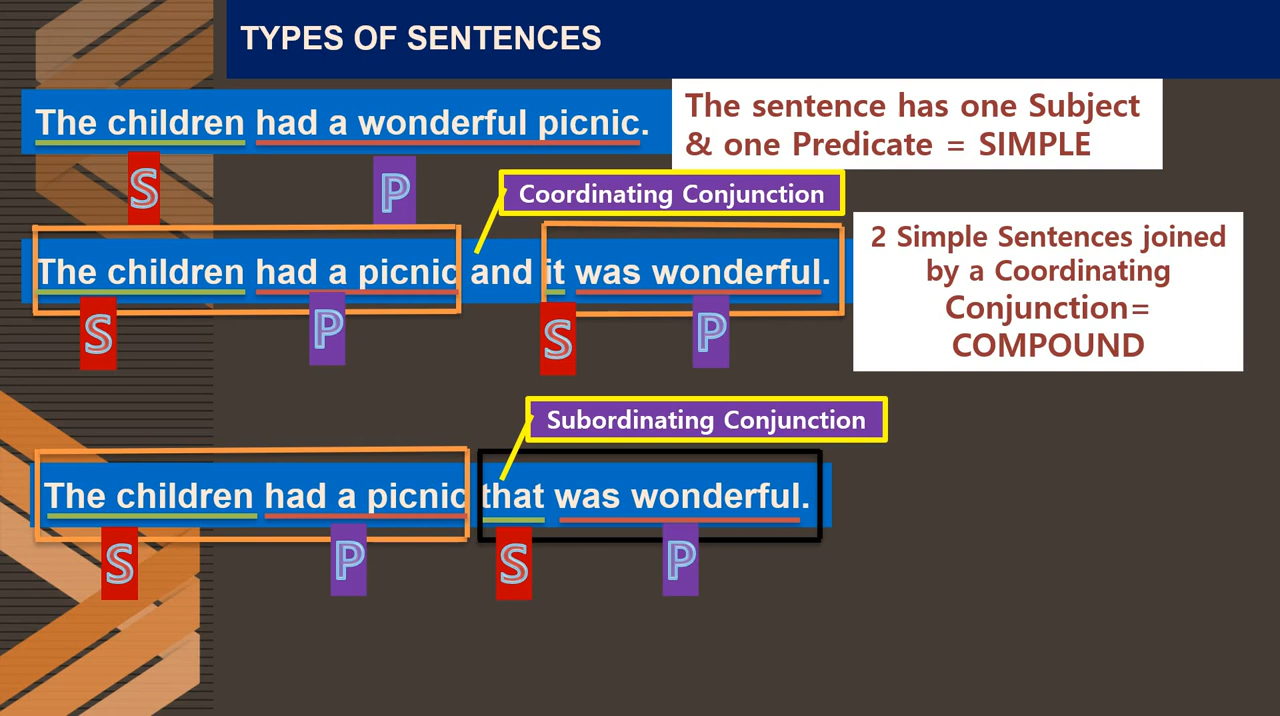 TYPES OF SENTENCES
The children had a wonderful picnic.
The sentence has one Subject
& one Predicate = SIMPLE
S
P
Coordinating Conjunction
The children had a picnic and it was wonderful.
S
P
S
P
2 Simple Sentences joined
by a Coordinating
Conjunction=
COMPOUND
Subordinating Conjunction
The children had a picnic that was wonderful.
S
P
S
P